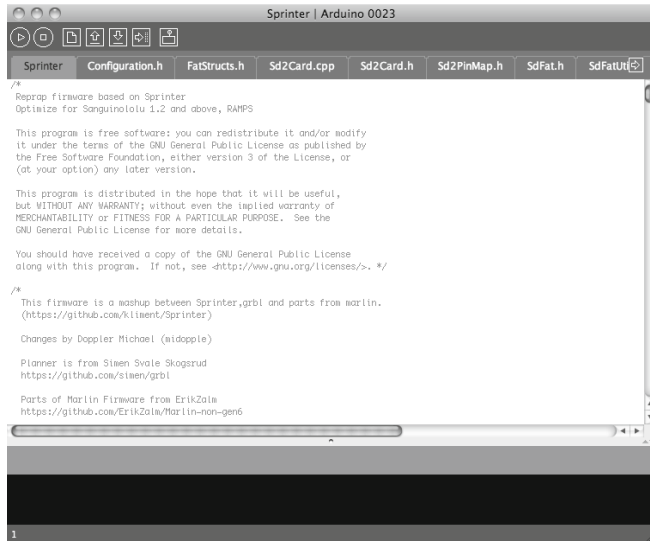 Sprinter | Arduino 0023
Sprinter Configuration.h FatStructs.h Sd2Card.cpp Sd2Card.h Sd2PinMap.h SdFat.h SdFatUti
/*
Reprap firmware based on Sprinter
Optimize for Sanguinololu 1.2 and above, RAMPS
This program is free software: you can redistribute it and/or modify
it under the terms of the GNU General Public License as published by
the Free Software Foundation, either version 3 of the License, or
(at your option) any later version.
This program is distributed in the hope that it will be useful,
but WITHOUT ANY WARRANTY; without even the implied warranty of
MERCHANTABILITY or FITNESS FOR A PARTICULAR PURPOSE.  See the
GNU General Public License for more details.
You should have received a copy of the GNU General Public License
along with this program.  If not, see <http://www.gnu.org/licenses/>. */
/*
This firmware is a mashup between Sprinter,grbl and parts from marlin.
(https://github.com/kliment/Sprinter)
Changes by Doppler Michael (midopple)
Planner is from Simen Svale Skogsrud
https://github.com/simen/grbl
Parts of Marlin Firmware from ErikZalm
https://github.com/ErikZalm/Marlin-non-gen6
1